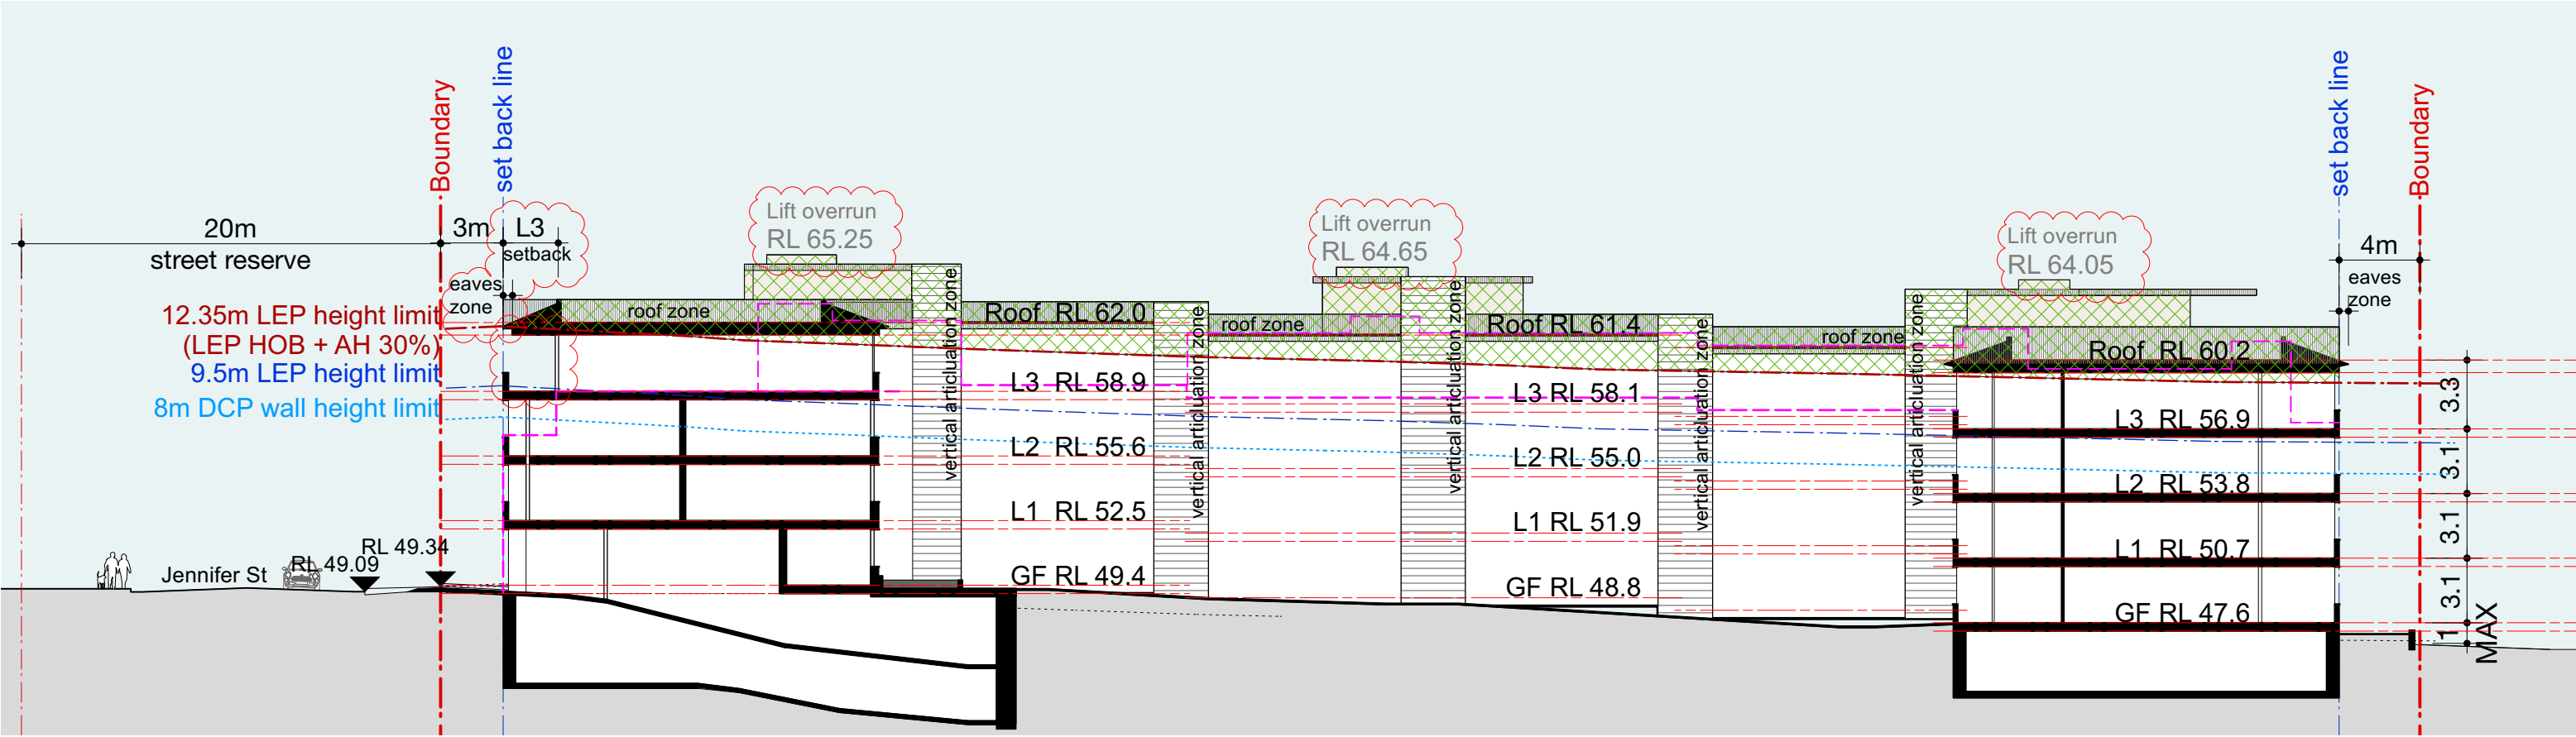 Boundary
set back line
20m
street reserve
3m
L3
setback
eaves
zone
12.35m LEP height limit
(LEP HOB + AH 30%)
9.5m LEP height limit
8m DCP wall height limit
RL 49.34
RL 49.09
Jennifer St
Lift overrun
RL 65.25
roof zone
vertical articluation zone
Roof RL 62.0
L3 RL 58.9
L2 RL 55.6
L1 RL 52.5
GF RL 49.4
vertical articluation zone
roof zone
Lift overrun
RL 64.65
vertical articluation zone
Roof RL 61.4
L3 RL 58.1
L2 RL 55.0
L1 RL 51.9
GF RL 48.8
vertical articluation zone
roof zone
vertical articluation zone
Lift overrun
RL 64.05
Roof RL 60.2
L3 RL 56.9
L2 RL 53.8
L1 RL 50.7
GF RL 47.6
set back line
Boundary
4m
eaves
zone
3.3
3.1
3.1
3.1
1
MAX